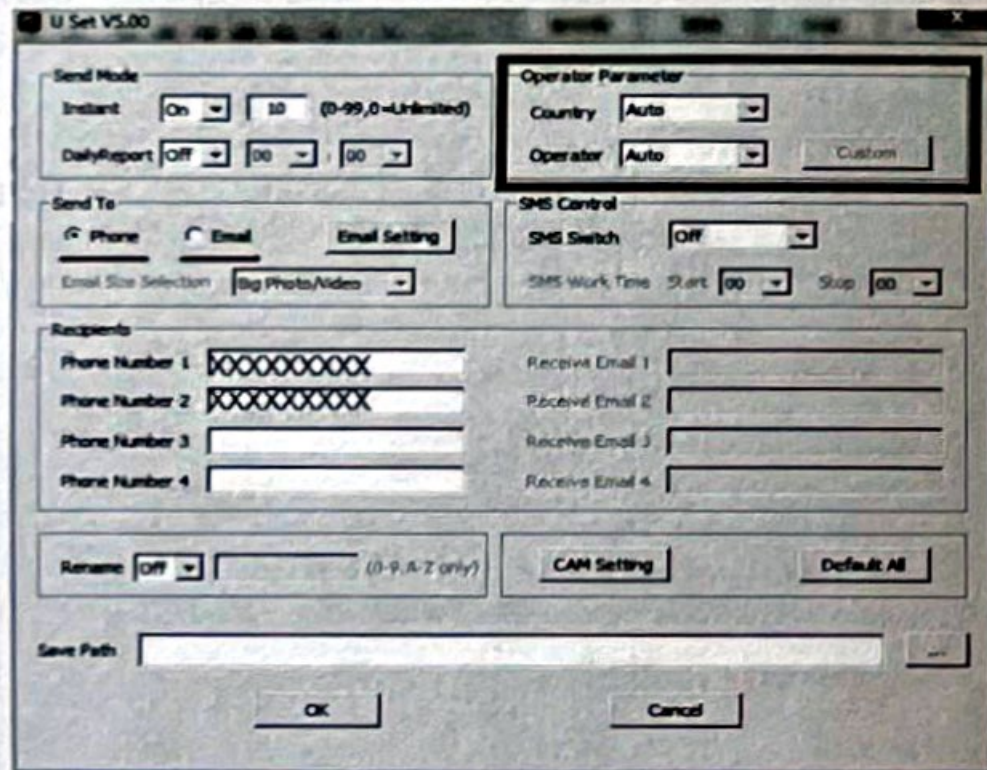 U Set V5.00
X
Send Mode
Instant On 10 (0-99,0=Unlimited)
DailyReport Off 00 : 00
Operator Parameter
Country Auto
Operator Auto Custom
Send To
Phone Email Email Setting
Email Size Selection Big Photo/Video
SMS Control
SMS Switch Off
SMS Work Time Start 00 Stop 00
Recipients
Phone Number 1 XXXXXXXXXX
Phone Number 2 XXXXXXXXXX
Phone Number 3
Phone Number 4
Receive Email 1
Receive Email 2
Receive Email 3
Receive Email 4
Rename Off (0-9,A-Z only)
CAM Setting Default All
Save Path ...
OK Cancel